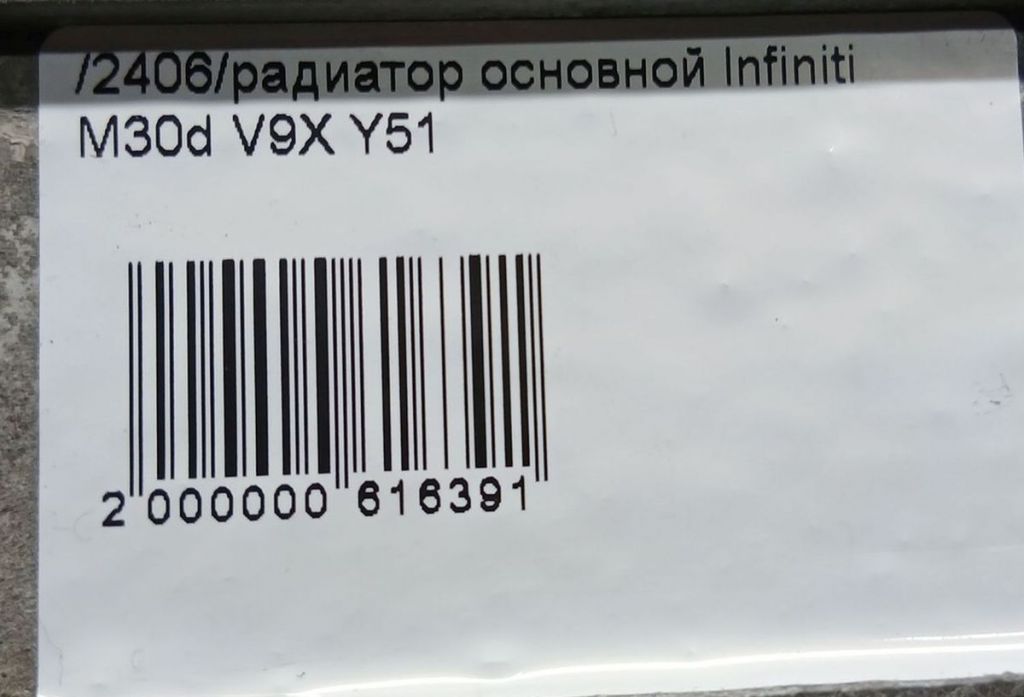 /2406/радиатор основной Infiniti
M30d V9X Y51
2 000000 616391